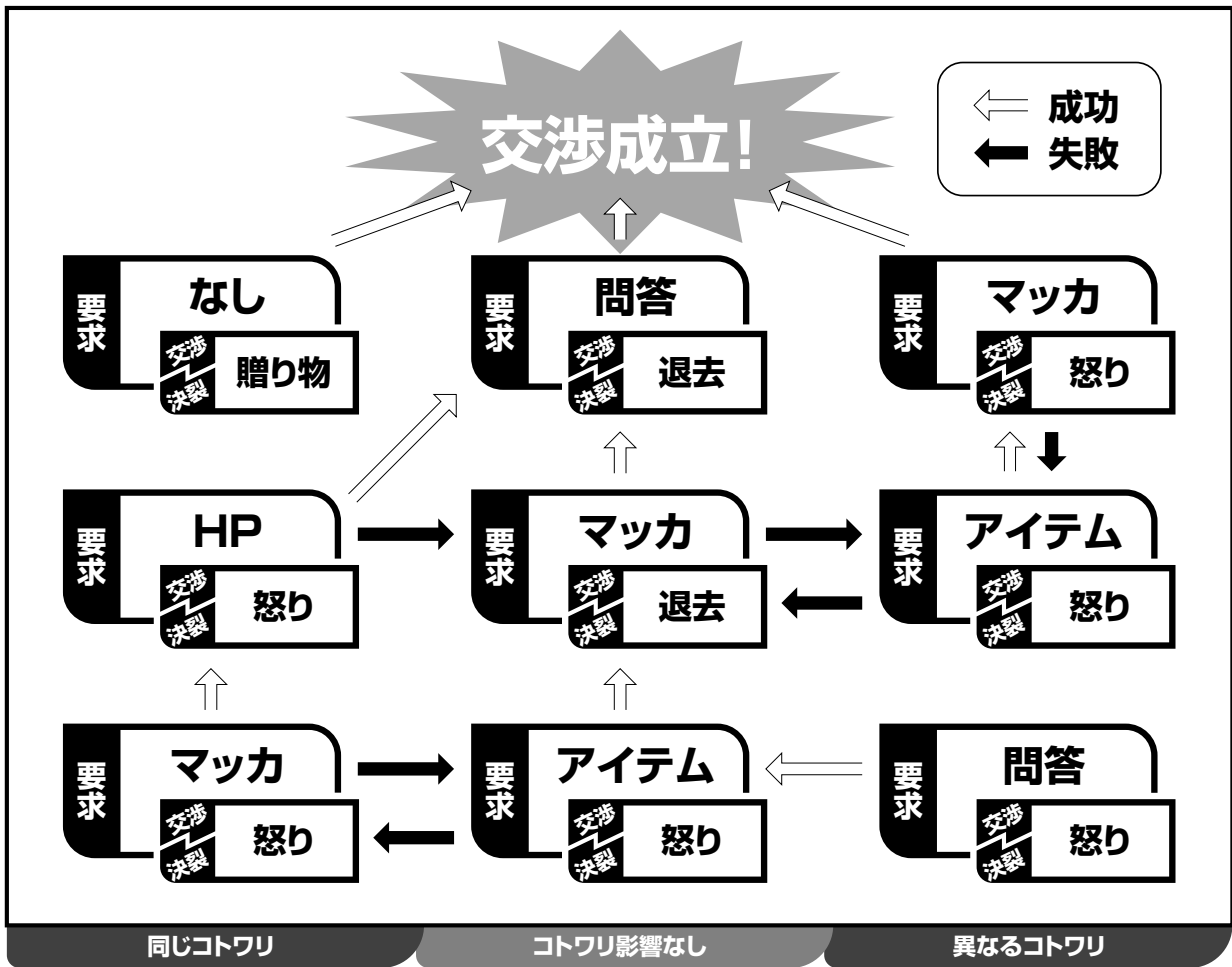 交渉成立!
成功
失敗
要求
なし
交渉
決裂
贈り物
要求
問答
交渉
決裂
退去
要求
マッカ
交渉
決裂
怒り
要求
HP
交渉
決裂
怒り
要求
マッカ
交渉
決裂
退去
要求
アイテム
交渉
決裂
怒り
要求
マッカ
交渉
決裂
怒り
要求
アイテム
交渉
決裂
怒り
要求
問答
交渉
決裂
怒り
同じコトワリ
コトワリ影響なし
異なるコトワリ